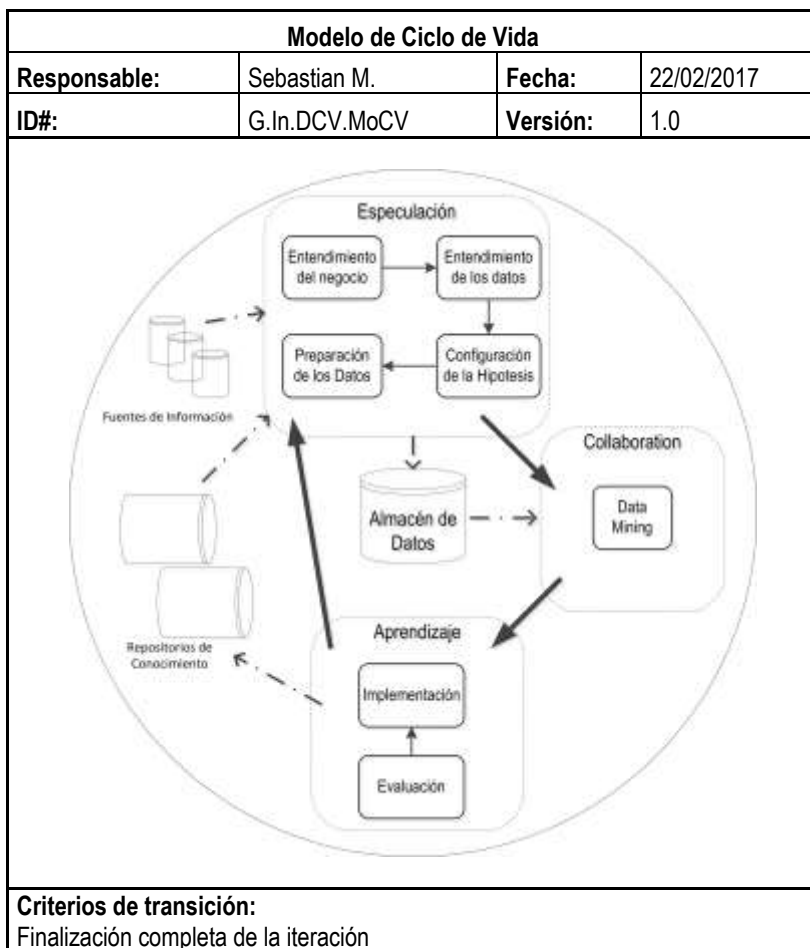 Modelo de Ciclo de Vida
Responsable: Sebastian M. Fecha: 22/02/2017
ID#: G.In.DCV.MoCV Versión: 1.0
Especulación
Entendimiento
del negocio
Entendimiento
de los datos
Preparación
de los Datos
Configuración
de la Hipotesis
Fuentes de Información
Collaboration
Almacén de
Datos
Data
Mining
Aprendizaje
Repositorios de
Conocimiento
Implementación
Evaluación
Criterios de transición:
Finalización completa de la iteración